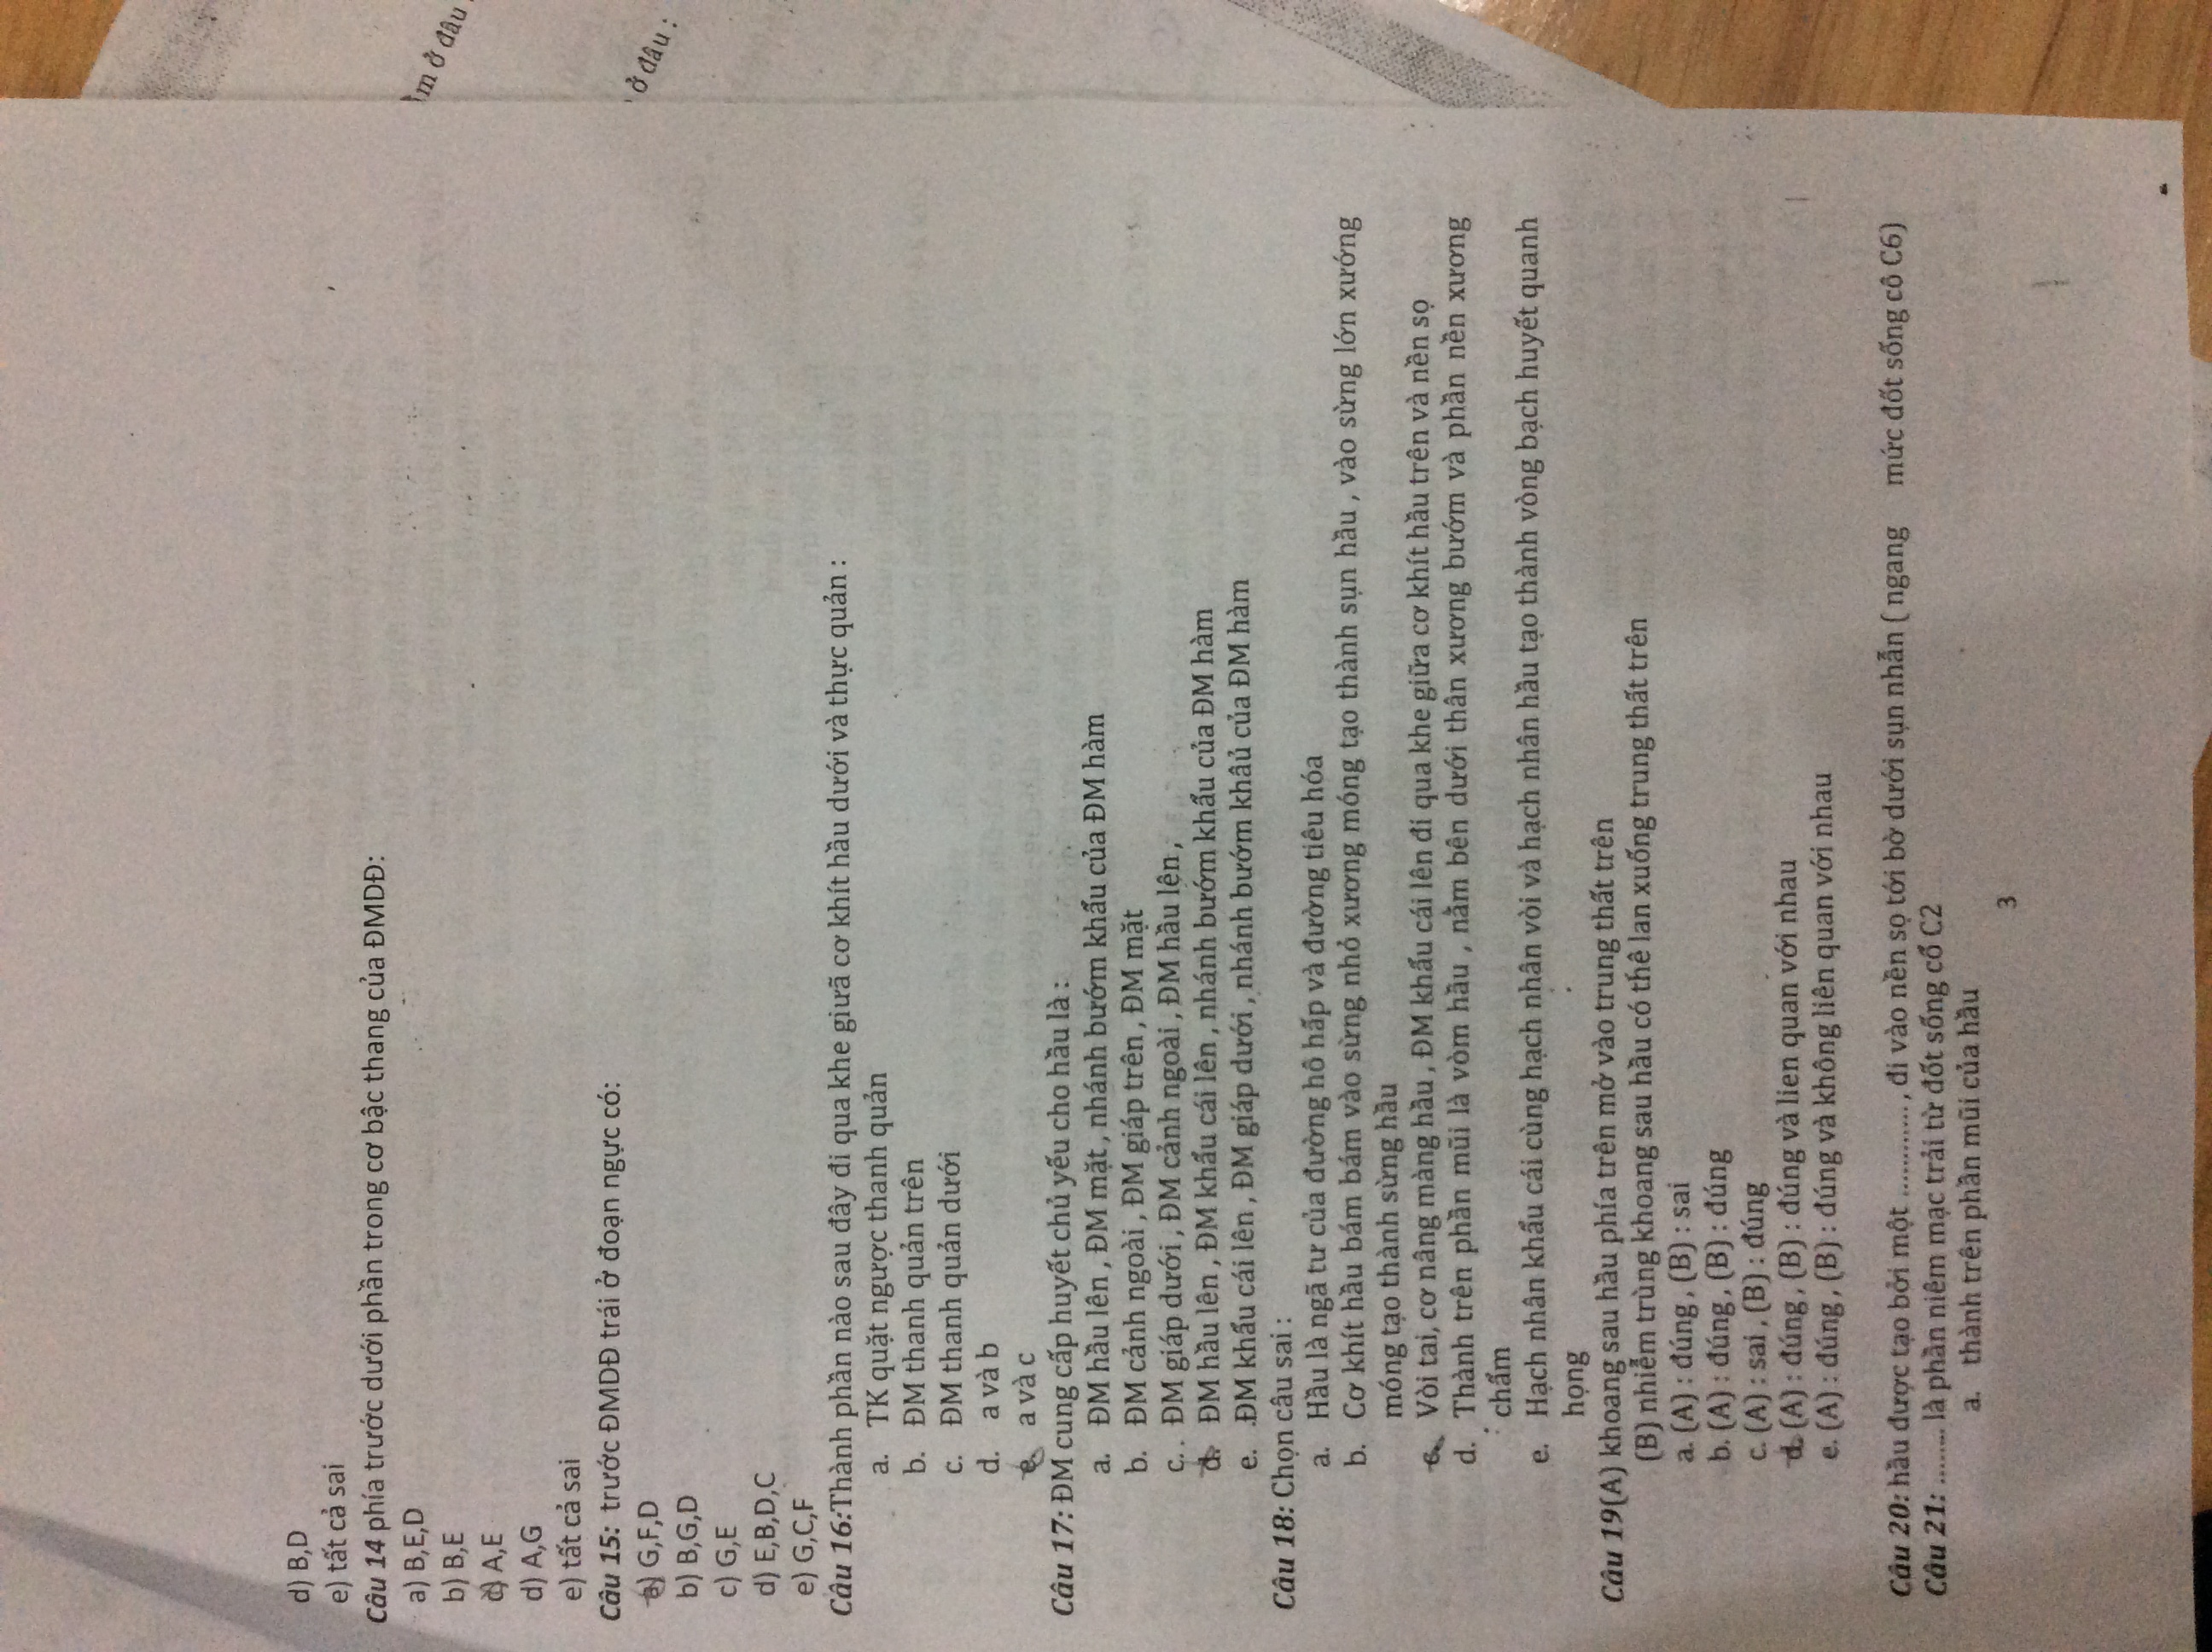 d) B,D
e) tất cả sai
Câu 14 phía trước dưới phần trong cơ bậc thang của ĐMDĐ:
a) B,E,D
b) B,E
c) A,E
d) A,G
e) tất cả sai
Câu 15: trước ĐMDĐ trái ở đoạn ngực có:
a) G,F,D
b) B,G,D
c) G,E
d) E,B,D,C
e) G,C,F
Câu 16:Thành phần nào sau đây đi qua khe giưã cơ khít hầu dưới và thực quản :
a. TK quặt ngược thanh quản
b. ĐM thanh quản trên
c. ĐM thanh quản dưới
d. a và b
e. a và c
Câu 17: ĐM cung cấp huyết chủ yếu cho hầu là :
a. ĐM hầu lên , ĐM mặt , nhánh bướm khẩu của ĐM hàm
b. ĐM cảnh ngoài , ĐM giáp trên , ĐM mặt
c. . ĐM giáp dưới , ĐM cảnh ngoài , ĐM hầu lên ,
d. ĐM hầu lên , ĐM khẩu cái lên , nhánh bướm khẩu của ĐM hàm
e. .ĐM khẩu cái lên , ĐM giáp dưới , nhánh bướm khâủ của ĐM hàm
Câu 18: Chọn câu sai :
a. Hầu là ngã tư của đường hô hấp và đường tiêu hóa
b. Cơ khít hầu bám bám vào sừng nhỏ xương móng tạo thành sụn hầu , vào sừng lớn xướng
móng tạo thành sừng hầu
c. Vòi tai, cơ nâng màng hầu , ĐM khẩu cái lên đi qua khe giữa cơ khít hầu trên và nền sọ
d. Thành trên phần mũi là vòm hầu , nằm bên dưới thân xương bướm và phần nền xương
chẩm
e. Hạch nhân khẩu cái cùng hạch nhân vòi và hạch nhân hầu tạo thành vòng bạch huyết quanh
họng
Câu 19(A) khoang sau hầu phía trên mở vào trung thất trên
(B) nhiễm trùng khoang sau hầu có thê lan xuống trung thất trên
a. (A) : đúng , (B) : sai
b. (A) : đúng , (B) : đúng
c. (A) : sai , (B) : đúng
d. (A) : đúng , (B) : đúng và lien quan với nhau
e. (A) : đúng , (B) : đúng và không liên quan với nhau
Câu 20: hầu được tạo bởi một ............. , đi vào nền sọ tới bờ dưới sụn nhẫn ( ngang mức đốt sống cô C6)
Câu 21: ........ là phần niêm mạc trải từ đốt sống cổ C2
a. thành trên phần mũi của hầu
3
ở đâu
ở đâu :